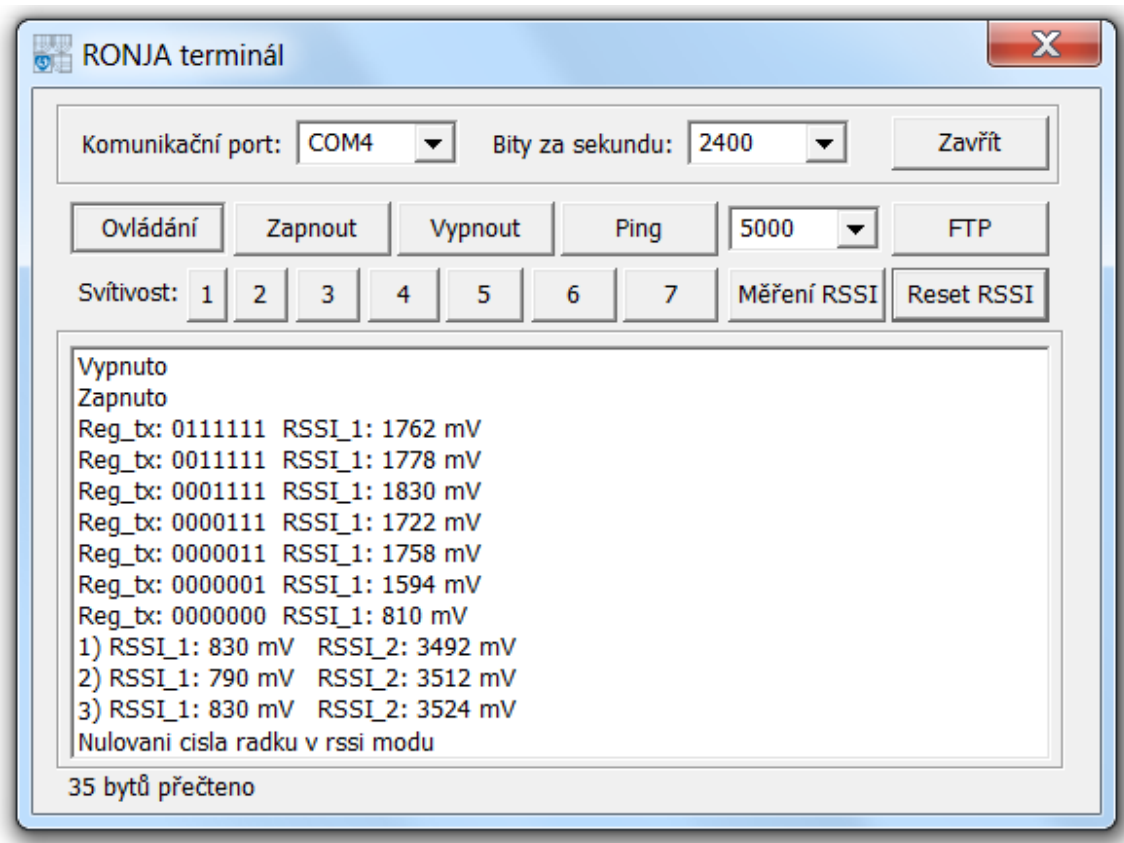 RONJA terminál
Komunikační port: COM4 Bity za sekundu: 2400 Zavřít
Ovládání Zapnout Vypnout Ping 5000 FTP
Svítivost: 1 2 3 4 5 6 7 Měření RSSI Reset RSSI
Vypnuto
Zapnuto
Reg_tx: 0111111 RSSI_1: 1762 mV
Reg_tx: 0011111 RSSI_1: 1778 mV
Reg_tx: 0001111 RSSI_1: 1830 mV
Reg_tx: 0000111 RSSI_1: 1722 mV
Reg_tx: 0000011 RSSI_1: 1758 mV
Reg_tx: 0000001 RSSI_1: 1594 mV
Reg_tx: 0000000 RSSI_1: 810 mV
1) RSSI_1: 830 mV RSSI_2: 3492 mV
2) RSSI_1: 790 mV RSSI_2: 3512 mV
3) RSSI_1: 830 mV RSSI_2: 3524 mV
Nulovani cisla radku v rssi modu
35 bytů přečteno